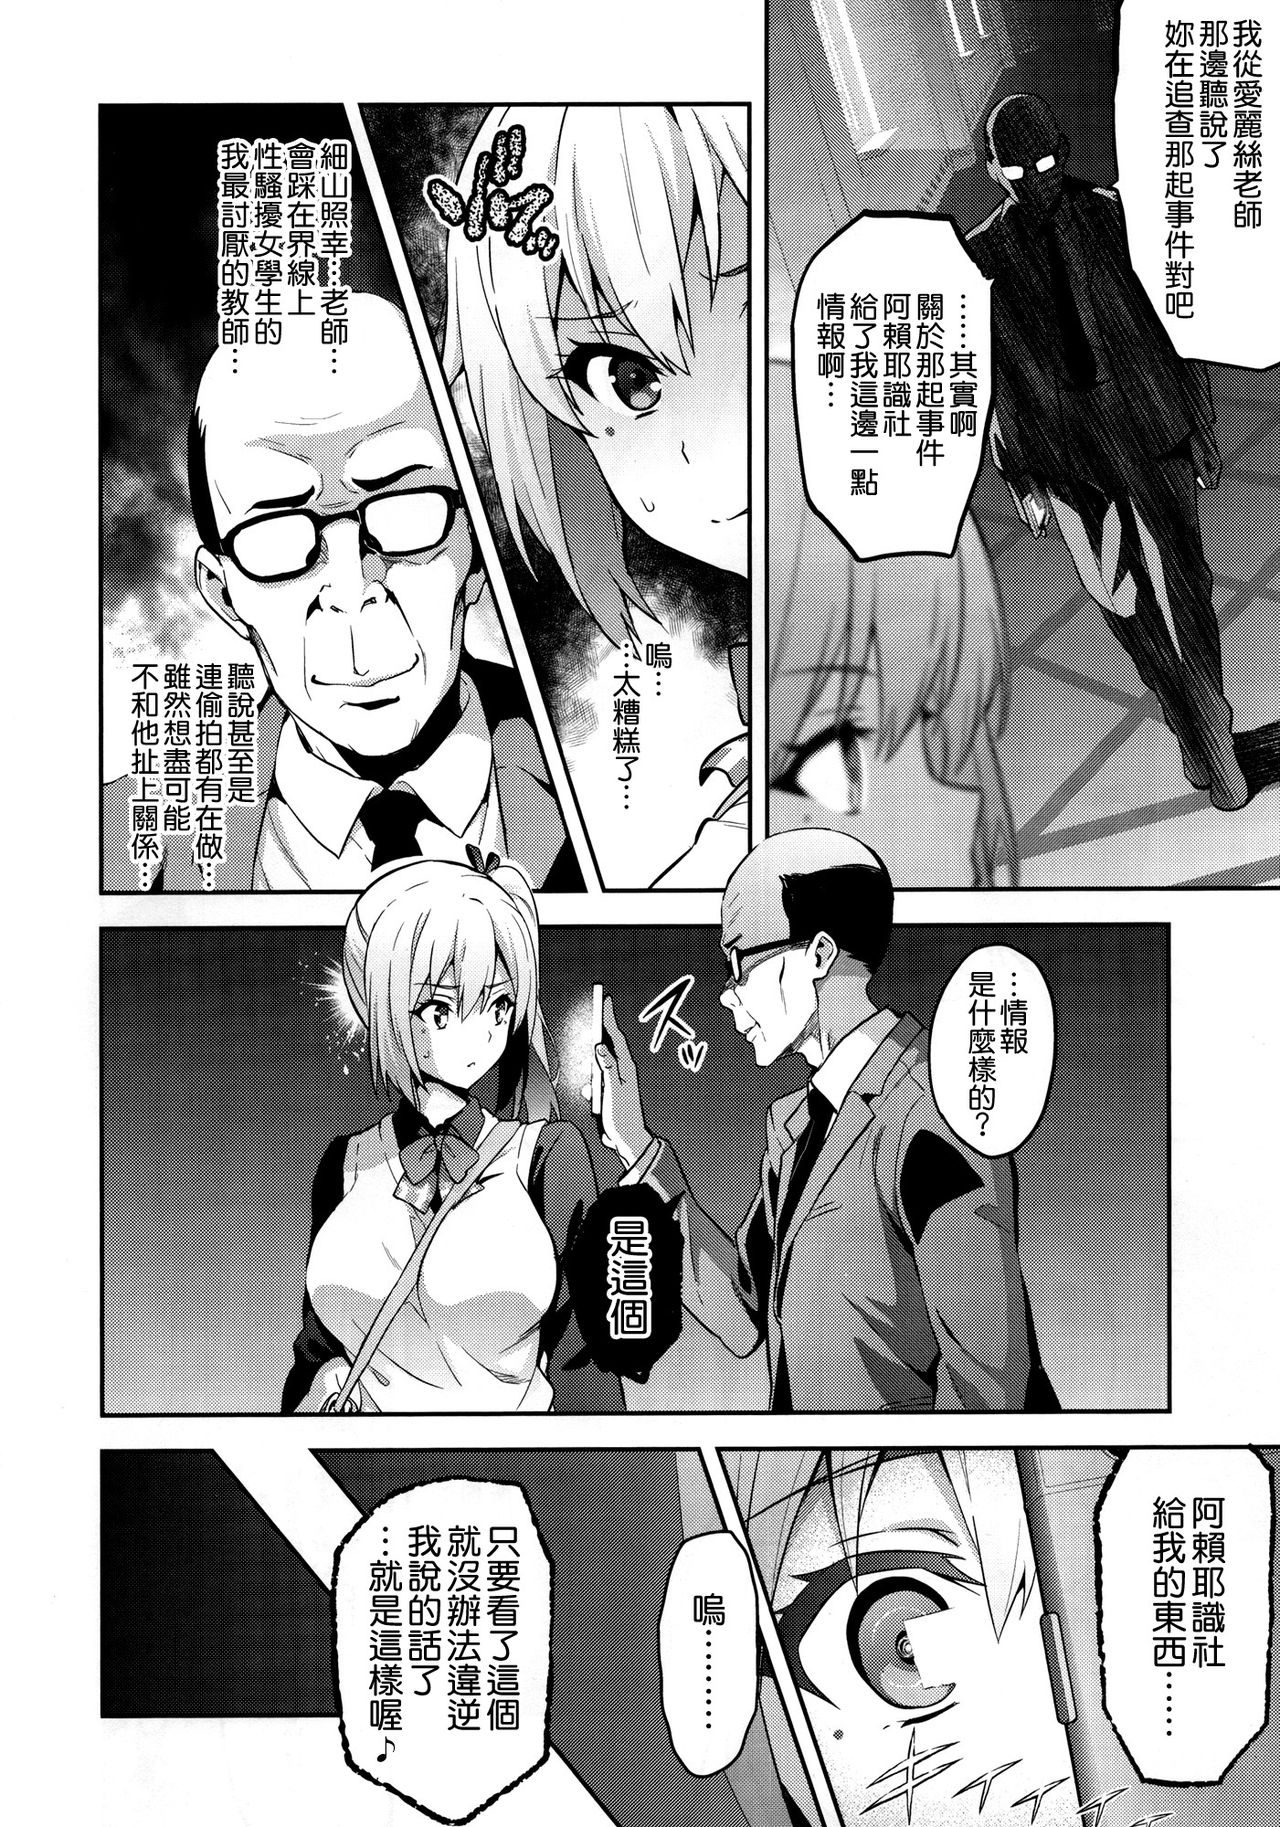 我從愛麗絲老師
那邊聽說了
妳在追查那起事件對吧
……其實啊
關於那起事件
阿賴耶識社
給了我這邊一點
情報啊……
嗚…
…太糟糕了…
細山照幸…老師…
會踩在界線上
性騷擾女學生的
我最討厭的教師…
聽說甚至是
連偷拍都有在做…
雖然想盡可能
不和他扯上關係…
…情報
是什麼樣的？
スッ
是這個
阿賴耶識社
給我的東西……
キィィィィ
嗚……
只要看了這個
就沒辦法違逆
我說的話了
…就是這樣喔♪